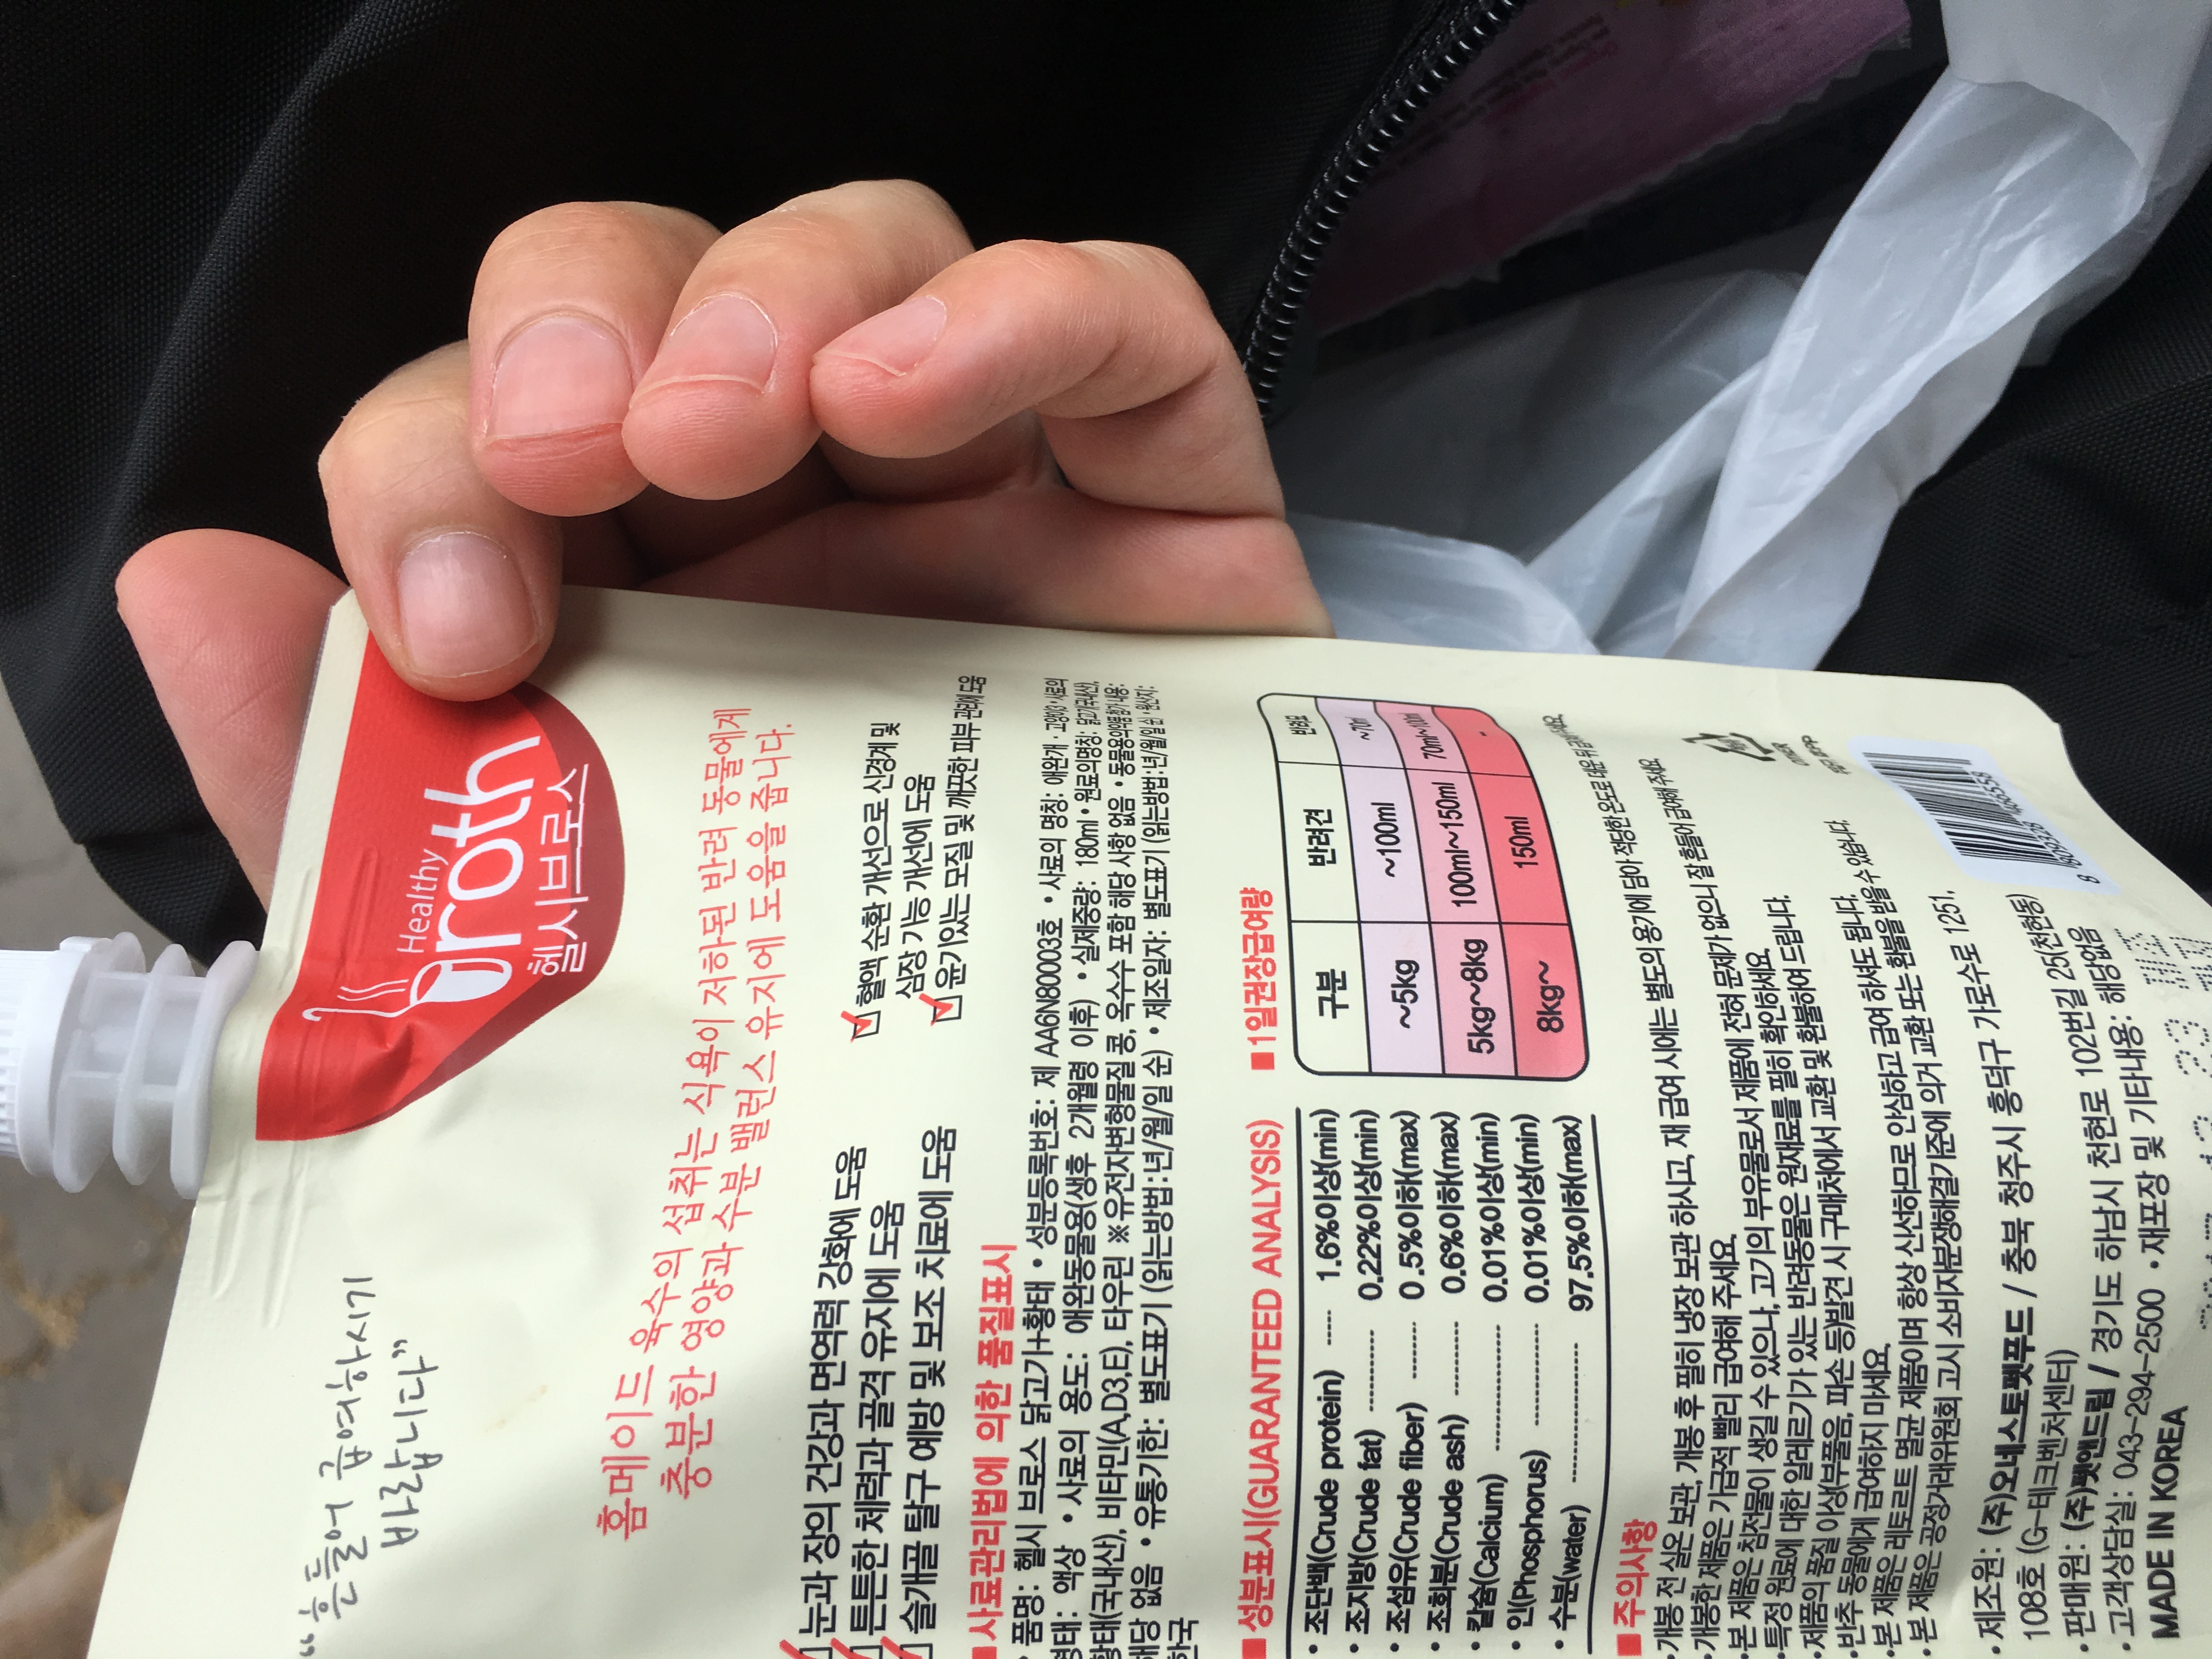 Healthy
Broth
헬시브로스
“흔들어 급여하시기
바랍니다”
홈메이드 육수의 섭취는 식욕이 저하된 반려 동물에게
충분한 영양과 수분 밸런스 유지에 도움을 줍니다.
눈과 장의 건강과 면역력 강화에 도움
튼튼한 체력과 골격 유지에 도움
슬개골 탈구 예방 및 보조 치료에 도움
혈액 순환 개선으로 신경계 및
심장 기능 개선에 도움
윤기있는 모질 및 깨끗한 피부 관리에 도움
■ 사료관리법에 의한 품질표시
• 품명: 헬시 브로스 닭고기+황태 • 성분등록번호: 제 AA6N80003호 • 사료의 명칭: 애완개 · 고양이3 • 사료의
형태: 액상 • 사료의 용도: 애완동물용(생후 2개월령 이후) • 실제중량: 180ml • 원료의명칭: 닭고기(국내산),
황태(국내산), 비타민(A,D3,E), 타우린 ※유전자변형물질 콩, 옥수수 포함 해당 사항 없음 • 동물용의약품첨가 내용:
해당 없음 • 유통기한: 별도표기 (읽는방법:년/월/일 순) • 제조일자: 별도표기 (읽는방법:년/월/일 순) • 원산지:
한국
■ 성분표시(GUARANTEED ANALYSIS)
• 조단백(Crude protein) ····· 1.6%이상(min)
• 조지방(Crude fat) ········· 0.22%이상(min)
• 조섬유(Crude fiber) ······· 0.5%이하(max)
• 조회분(Crude ash) ········ 0.6%이하(max)
• 칼슘(Calcium) ············· 0.01%이상(min)
• 인(Phosphorus) ············ 0.01%이상(min)
• 수분(water) ··············· 97.5%이하(max)
■ 1일권장급여량
구분 반려견 반려묘
~5kg ~100ml ~70ml
5kg~8kg 100ml~150ml 70ml~100ml
8kg~ 150ml -
■ 주의사항
• 개봉 전 실온 보관, 개봉 후 필히 냉장 보관 하시고, 재 급여 시에는 별도의 용기에 담아 적정한 온도로 데운 뒤 급여하세요.
• 개봉한 제품은 가급적 빨리 급여해 주세요.
• 본 제품은 침전물이 생길 수 있으나, 고기의 부유물로서 제품에 전혀 문제가 없으니 잘 흔들어 급여해 주세요.
• 특정 원료에 대한 알레르기가 있는 반려동물은 원재료를 필히 확인하세요.
• 제품의 품질 이상(부풀음, 파손 등)발견 시 구매처에서 교환 및 환불하여 드립니다.
• 반추 동물에게 급여하지 마세요.
• 본 제품은 레토르트 멸균 제품이며 항상 신선하므로 안심하고 급여 하셔도 됩니다.
• 본 제품은 공정거래위원회 고시 소비자분쟁해결기준에 의거 교환 또는 환불을 받을 수 있습니다.
• 제조원: (주)오네스트펫푸드 / 충북 청주시 흥덕구 가로수로 1251,
108호 (G-테크벤처센터)
• 판매원: (주)펫앤드림 / 경기도 하남시 천현로 102번길 25(천현동)
• 고객상담실: 043-294-2500 • 재포장 및 기타내용: 해당없음
MADE IN KOREA